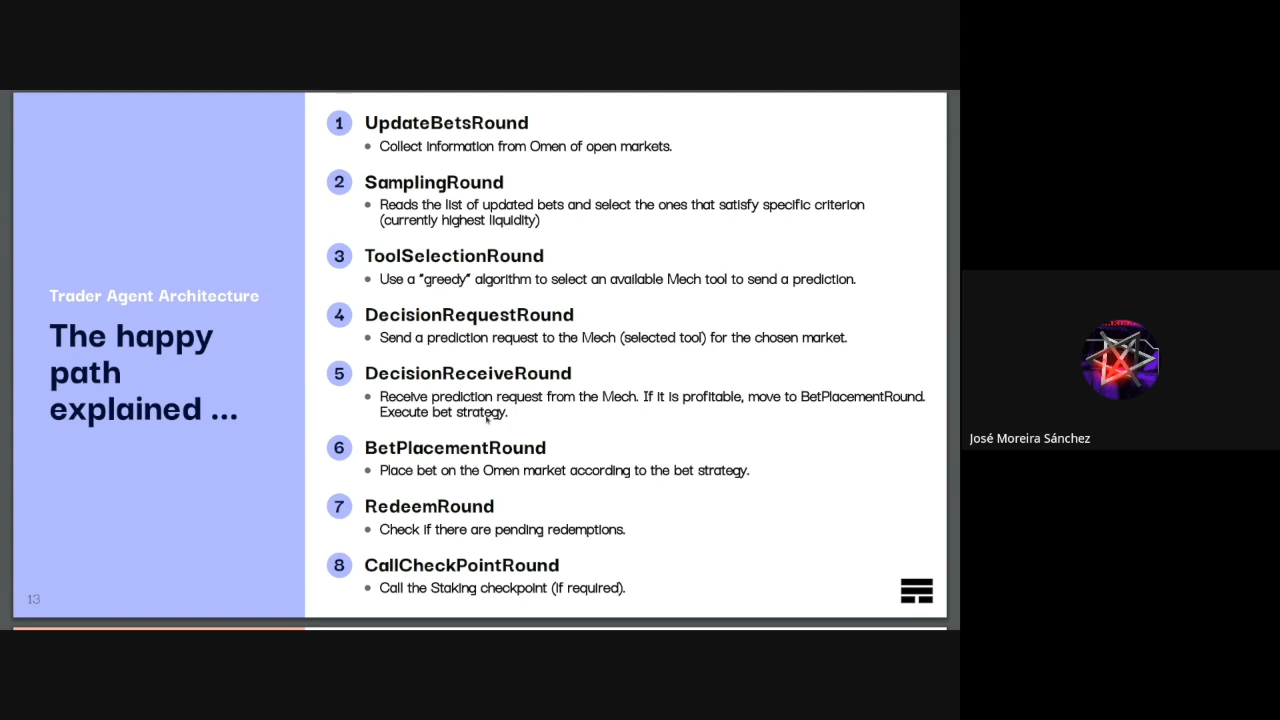 Trader Agent Architecture
The happy
path
explained ...
13
1 UpdateBetsRound
Collect information from Omen of open markets.
2 SamplingRound
Reads the list of updated bets and select the ones that satisfy specific criterion
(currently highest liquidity)
3 ToolSelectionRound
Use a "greedy" algorithm to select an available Mech tool to send a prediction.
4 DecisionRequestRound
Send a prediction request to the Mech (selected tool) for the chosen market.
5 DecisionReceiveRound
Receive prediction request from the Mech. If it is profitable, move to BetPlacementRound.
Execute bet strategy.
6 BetPlacementRound
Place bet on the Omen market according to the bet strategy.
7 RedeemRound
Check if there are pending redemptions.
8 CallCheckPointRound
Call the Staking checkpoint (if required).
José Moreira Sánchez